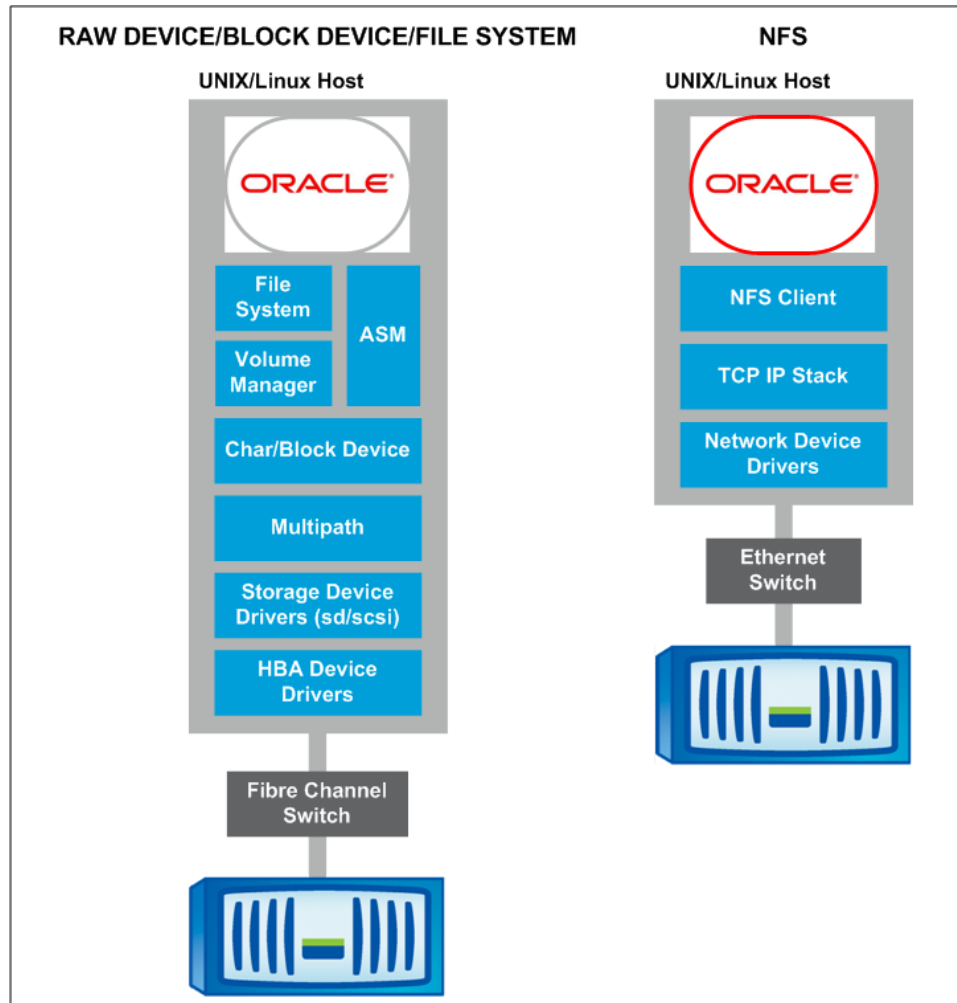 RAW DEVICE/BLOCK DEVICE/FILE SYSTEM
UNIX/Linux Host
ORACLE®
File
System
ASM
Volume
Manager
Char/Block Device
Multipath
Storage Device
Drivers (sd/scsi)
HBA Device
Drivers
Fibre Channel
Switch
NFS
UNIX/Linux Host
ORACLE®
NFS Client
TCP IP Stack
Network Device
Drivers
Ethernet
Switch